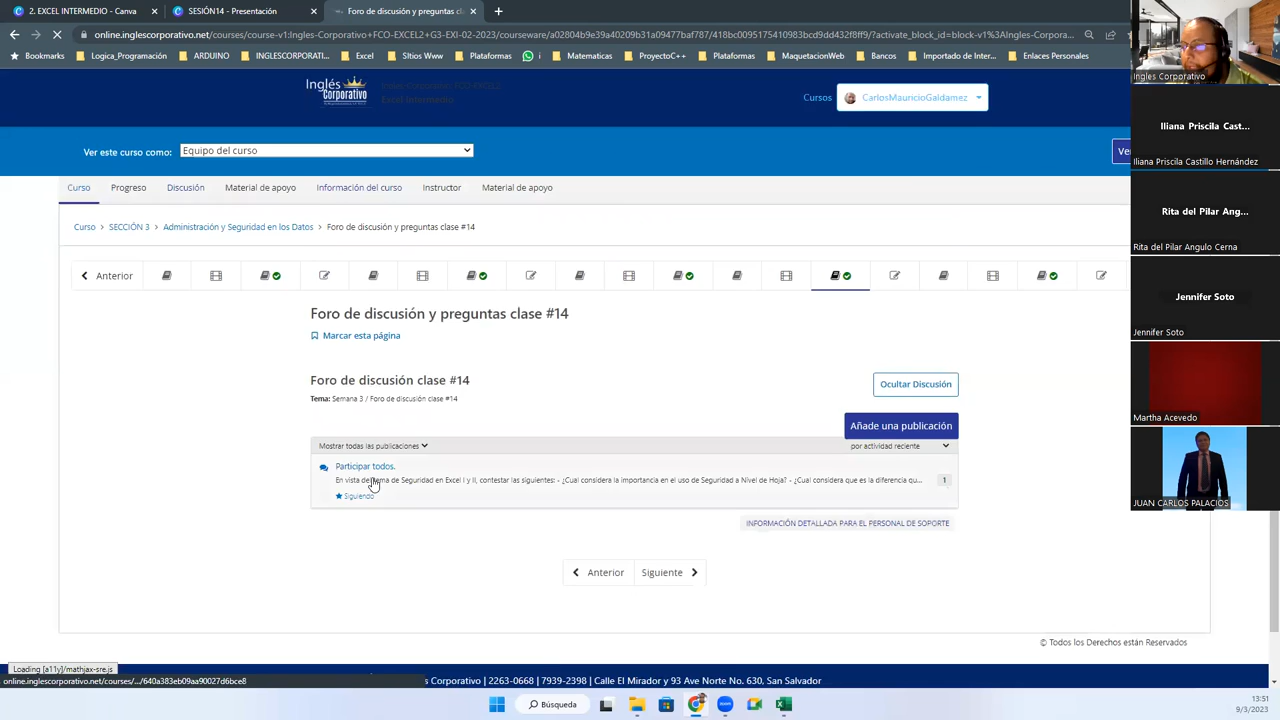 2. EXCEL INTERMEDIO - Canva
SESIÓN14 - Presentación
Foro de discusión y preguntas clas
online.inglescorporativo.net/courses/course-v1:Ingles-Corporativo+FCO-EXCEL2+G3-EXI-02-2023/courseware/
Bookmarks
Logica_Programación
ARDUINO
INGLESCORPORATI...
Excel
SItios Www
Plataformas
Matematicas
ProyectoC++
Plataformas
MaquetacionWeb
Bancos
Importado de Inter...
Enlaces Personales
Inglés Corporativo
Excel Intermedio
Cursos
CarlosMauricioGaldamez
Ver este curso como:
Equipo del curso
Ve
Curso
Progreso
Discusión
Material de apoyo
Información del curso
Instructor
Material de apoyo
Curso > SECCIÓN 3 > Administración y Seguridad en los Datos > Foro de discusión y preguntas clase #14
Anterior
Foro de discusión y preguntas clase #14
Marcar esta página
Foro de discusión clase #14
Ocultar Discusión
Tema: Semana 3 / Foro de discusión clase #14
Añade una publicación
Mostrar todas las publicaciones
por actividad reciente
Participar todos.
En vista del tema de Seguridad en Excel I y II, contestar las siguientes: - ¿Cual considera la importancia en el uso de Seguridad a Nivel de Hoja? - ¿Cual considera que es la diferencia qu...
1
Siguiendo
INFORMACIÓN DETALLADA PARA EL PERSONAL DE SOPORTE
Anterior
Siguiente
© Todos los Derechos están Reservados
Loading [a11y]/mathjax-sre.js
online.inglescorporativo.net/courses/.../640a383eb09aa90027d6bce8
Corporativo | 2263-0668 | 7939-2398 | Calle El Mirador y 93 Ave Norte No. 630, San Salvador
Búsqueda
13:51
9/3/2023
Ingles Corporativo
Iliana Priscila Cast...
Iliana Priscila Castillo Hernández
Rita del Pilar Ang...
Rita del Pilar Angulo Cerna
Jennifer Soto
Jennifer Soto
Martha Acevedo
JUAN CARLOS PALACIOS